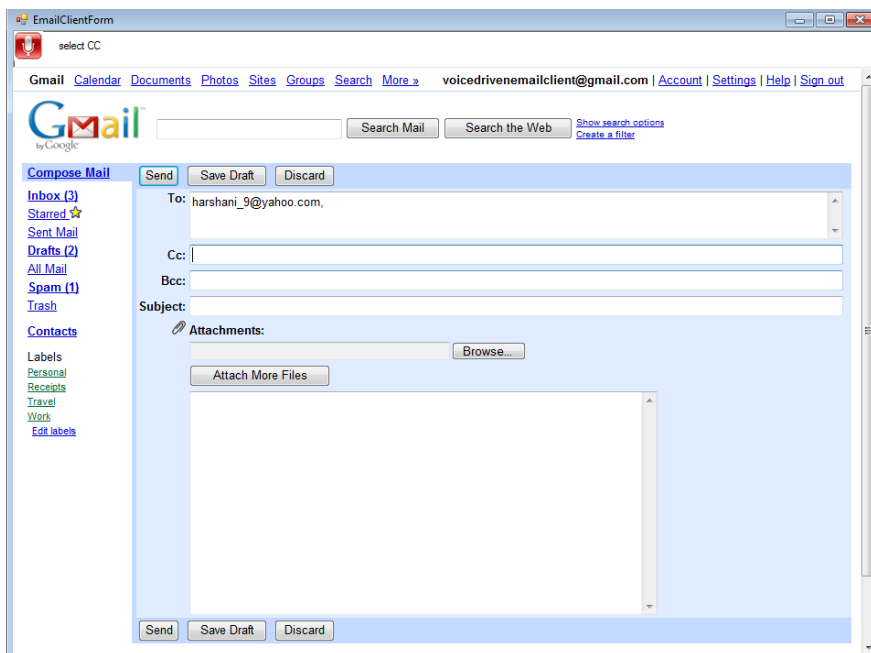 EmailClientForm
select CC
Gmail Calendar Documents Photos Sites Groups Search More » voicedrivenemailclient@gmail.com | Account | Settings | Help | Sign out
Gmail™
by Google
Search Mail Search the Web
Show search options
Create a filter
Compose Mail
Inbox (3)
Starred
Sent Mail
Drafts (2)
All Mail
Spam (1)
Trash
Contacts
Labels
Personal
Receipts
Travel
Work
Edit labels
Send Save Draft Discard
To: harshani_9@yahoo.com,
Cc:
Bcc:
Subject:
Attachments:
Browse...
Attach More Files
Send Save Draft Discard